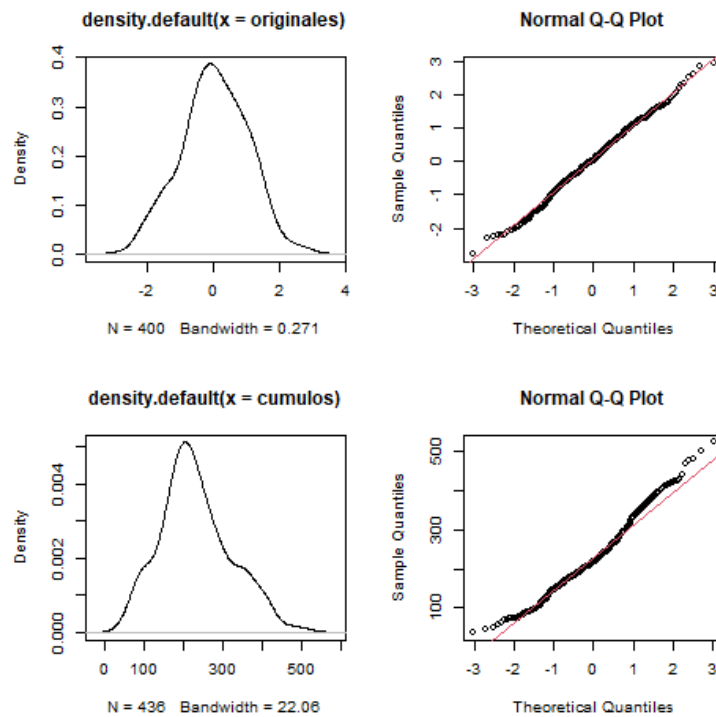 density.default(x = originales)
Density
0.0 0.1 0.2 0.3 0.4
-2 0 2 4
N = 400 Bandwidth = 0.271
Normal Q-Q Plot
Sample Quantiles
-2 -1 0 1 2 3
-3 -2 -1 0 1 2 3
Theoretical Quantiles
density.default(x = cumulos)
Density
0.000 0.002 0.004
0 100 300 500
N = 436 Bandwidth = 22.06
Normal Q-Q Plot
Sample Quantiles
100 300 500
-3 -2 -1 0 1 2 3
Theoretical Quantiles